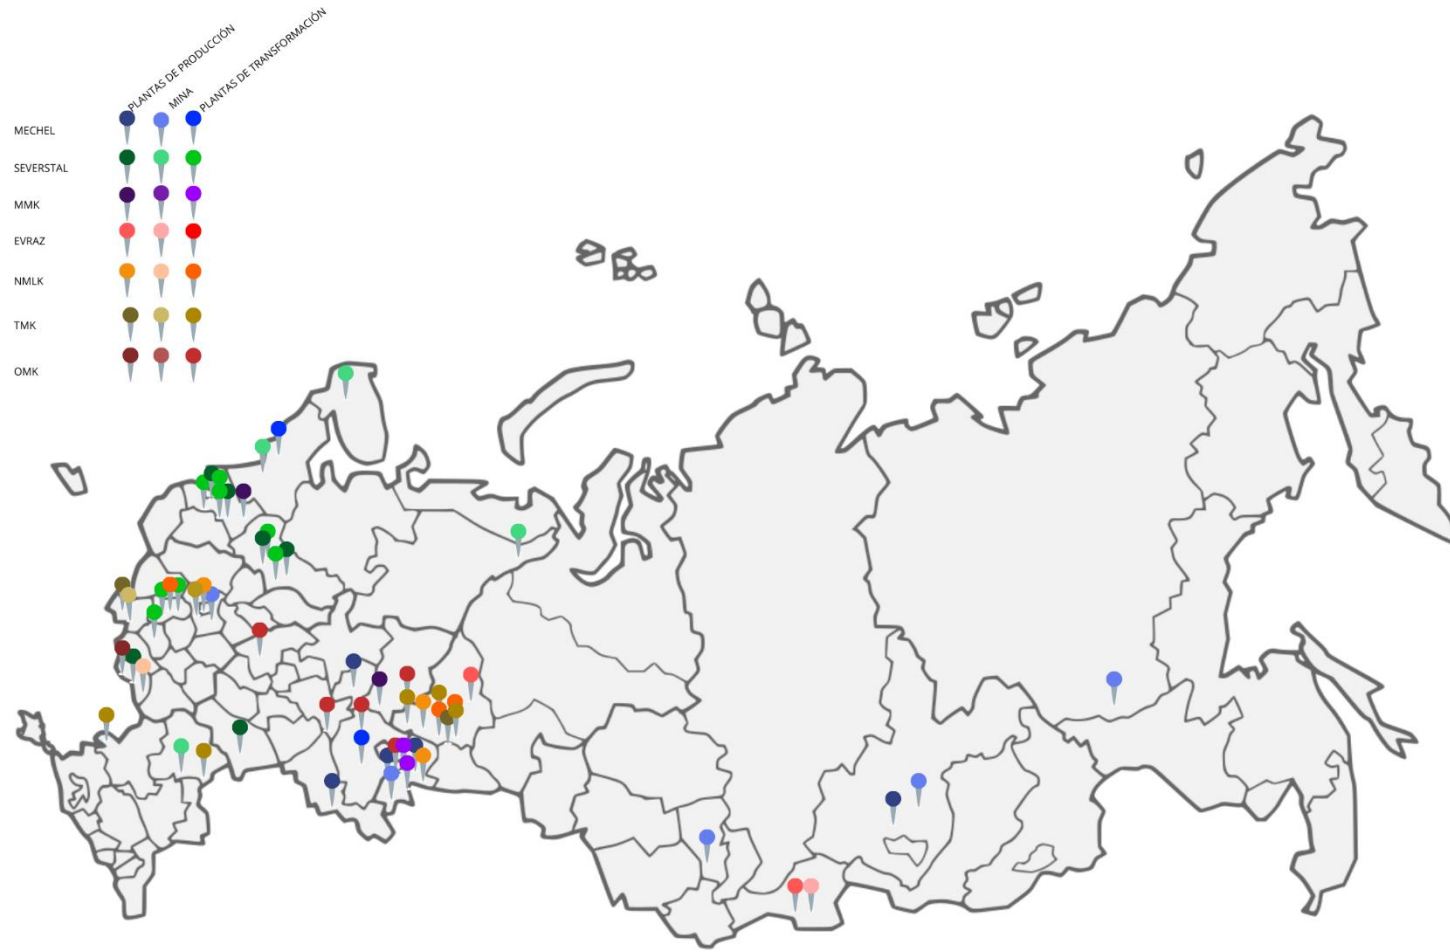 PLANTAS DE PRODUCCIÓN
MINA
PLANTAS DE TRANSFORMACIÓN
MECHEL
SEVERSTAL
MMK
EVRAZ
NMLK
TMK
OMK